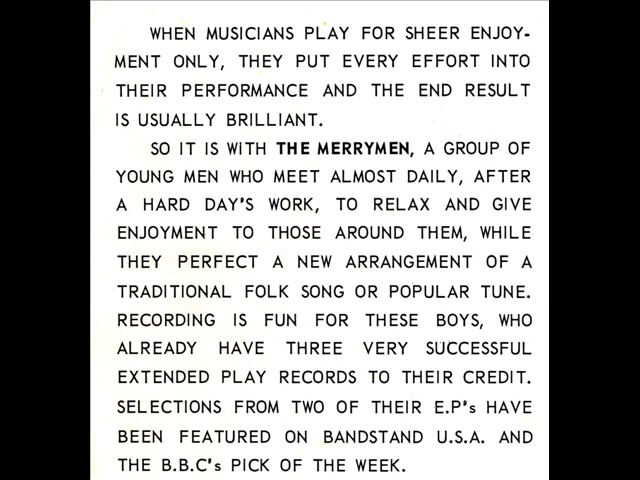 WHEN MUSICIANS PLAY FOR SHEER ENJOY-
MENT ONLY, THEY PUT EVERY EFFORT INTO
THEIR PERFORMANCE AND THE END RESULT
IS USUALLY BRILLIANT.
SO IT IS WITH THE MERRYMEN, A GROUP OF
YOUNG MEN WHO MEET ALMOST DAILY, AFTER
A HARD DAY'S WORK, TO RELAX AND GIVE
ENJOYMENT TO THOSE AROUND THEM, WHILE
THEY PERFECT A NEW ARRANGEMENT OF A
TRADITIONAL FOLK SONG OR POPULAR TUNE.
RECORDING IS FUN FOR THESE BOYS, WHO
ALREADY HAVE THREE VERY SUCCESSFUL
EXTENDED PLAY RECORDS TO THEIR CREDIT.
SELECTIONS FROM TWO OF THEIR E.P's HAVE
BEEN FEATURED ON BANDSTAND U.S.A. AND
THE B.B.C's PICK OF THE WEEK.